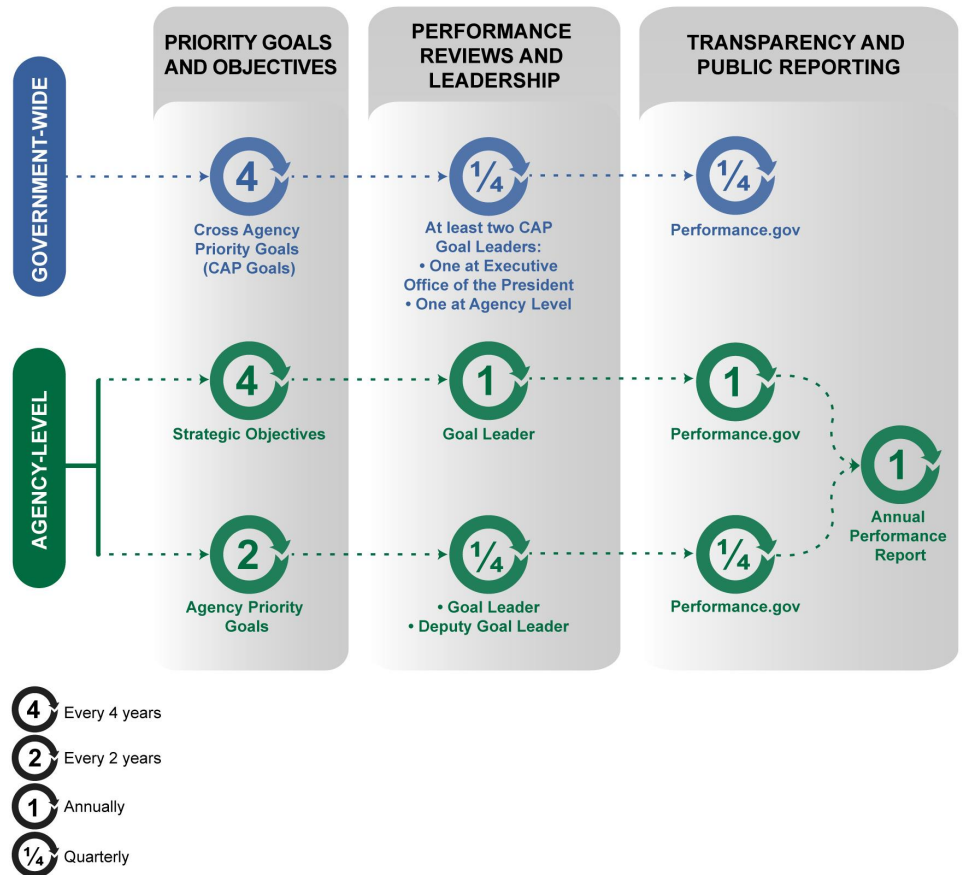 PRIORITY GOALS
AND OBJECTIVES
PERFORMANCE
REVIEWS AND
LEADERSHIP
TRANSPARENCY AND
PUBLIC REPORTING
GOVERNMENT-WIDE
4
Cross Agency
Priority Goals
(CAP Goals)
¼
At least two CAP
Goal Leaders:
• One at Executive
Office of the President
• One at Agency Level
¼
Performance.gov
AGENCY-LEVEL
4
Strategic Objectives
1
Goal Leader
1
Performance.gov
2
Agency Priority
Goals
¼
• Goal Leader
• Deputy Goal Leader
¼
Performance.gov
1
Annual
Performance
Report
4 Every 4 years
2 Every 2 years
1 Annually
¼ Quarterly